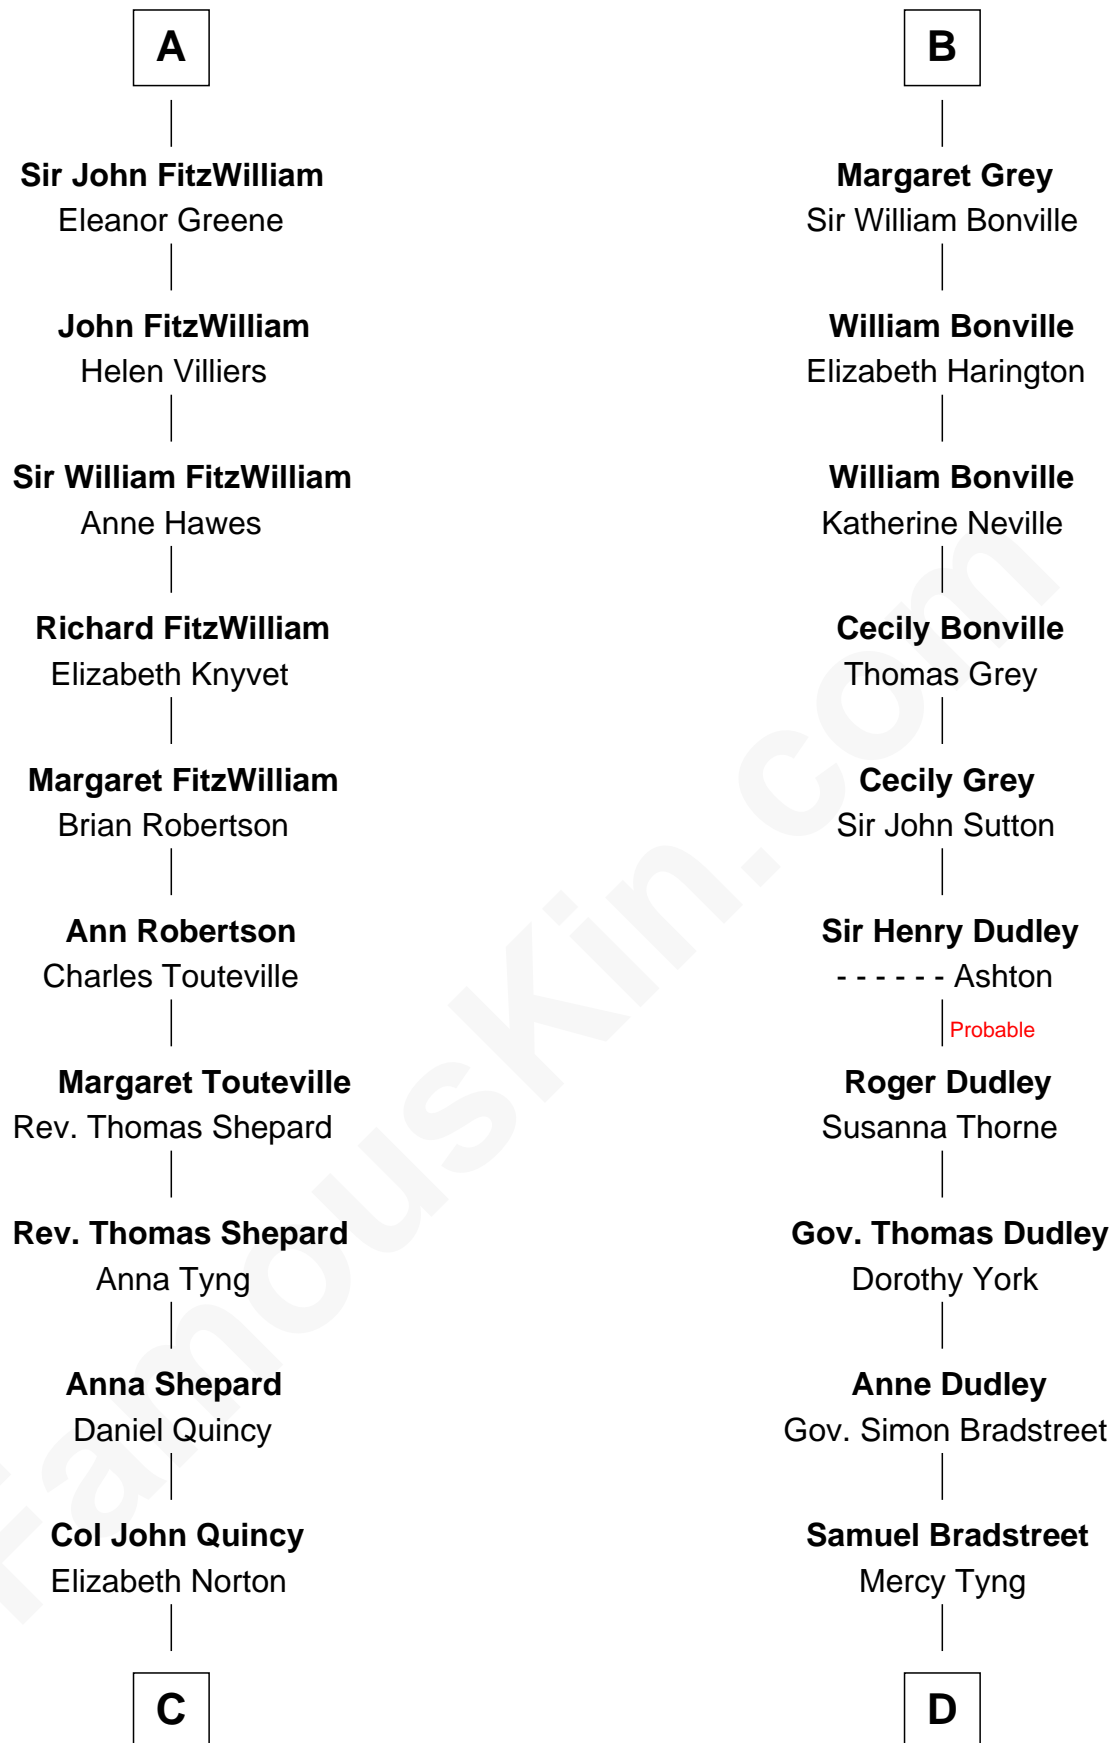 A
Sir John FitzWilliam
Eleanor Greene
John FitzWilliam
Helen Villiers
Sir William FitzWilliam
Anne Hawes
Richard FitzWilliam
Elizabeth Knyvet
Margaret FitzWilliam
Brian Robertson
Ann Robertson
Charles Touteville
Margaret Touteville
Rev. Thomas Shepard
Rev. Thomas Shepard
Anna Tyng
Anna Shepard
Daniel Quincy
Col John Quincy
Elizabeth Norton
C
B
Margaret Grey
Sir William Bonville
William Bonville
Elizabeth Harington
William Bonville
Katherine Neville
Cecily Bonville
Thomas Grey
Cecily Grey
Sir John Sutton
Sir Henry Dudley
- - - - - - Ashton
Probable
Roger Dudley
Susanna Thorne
Gov. Thomas Dudley
Dorothy York
Anne Dudley
Gov. Simon Bradstreet
Samuel Bradstreet
Mercy Tyng
D
FamousKin.com